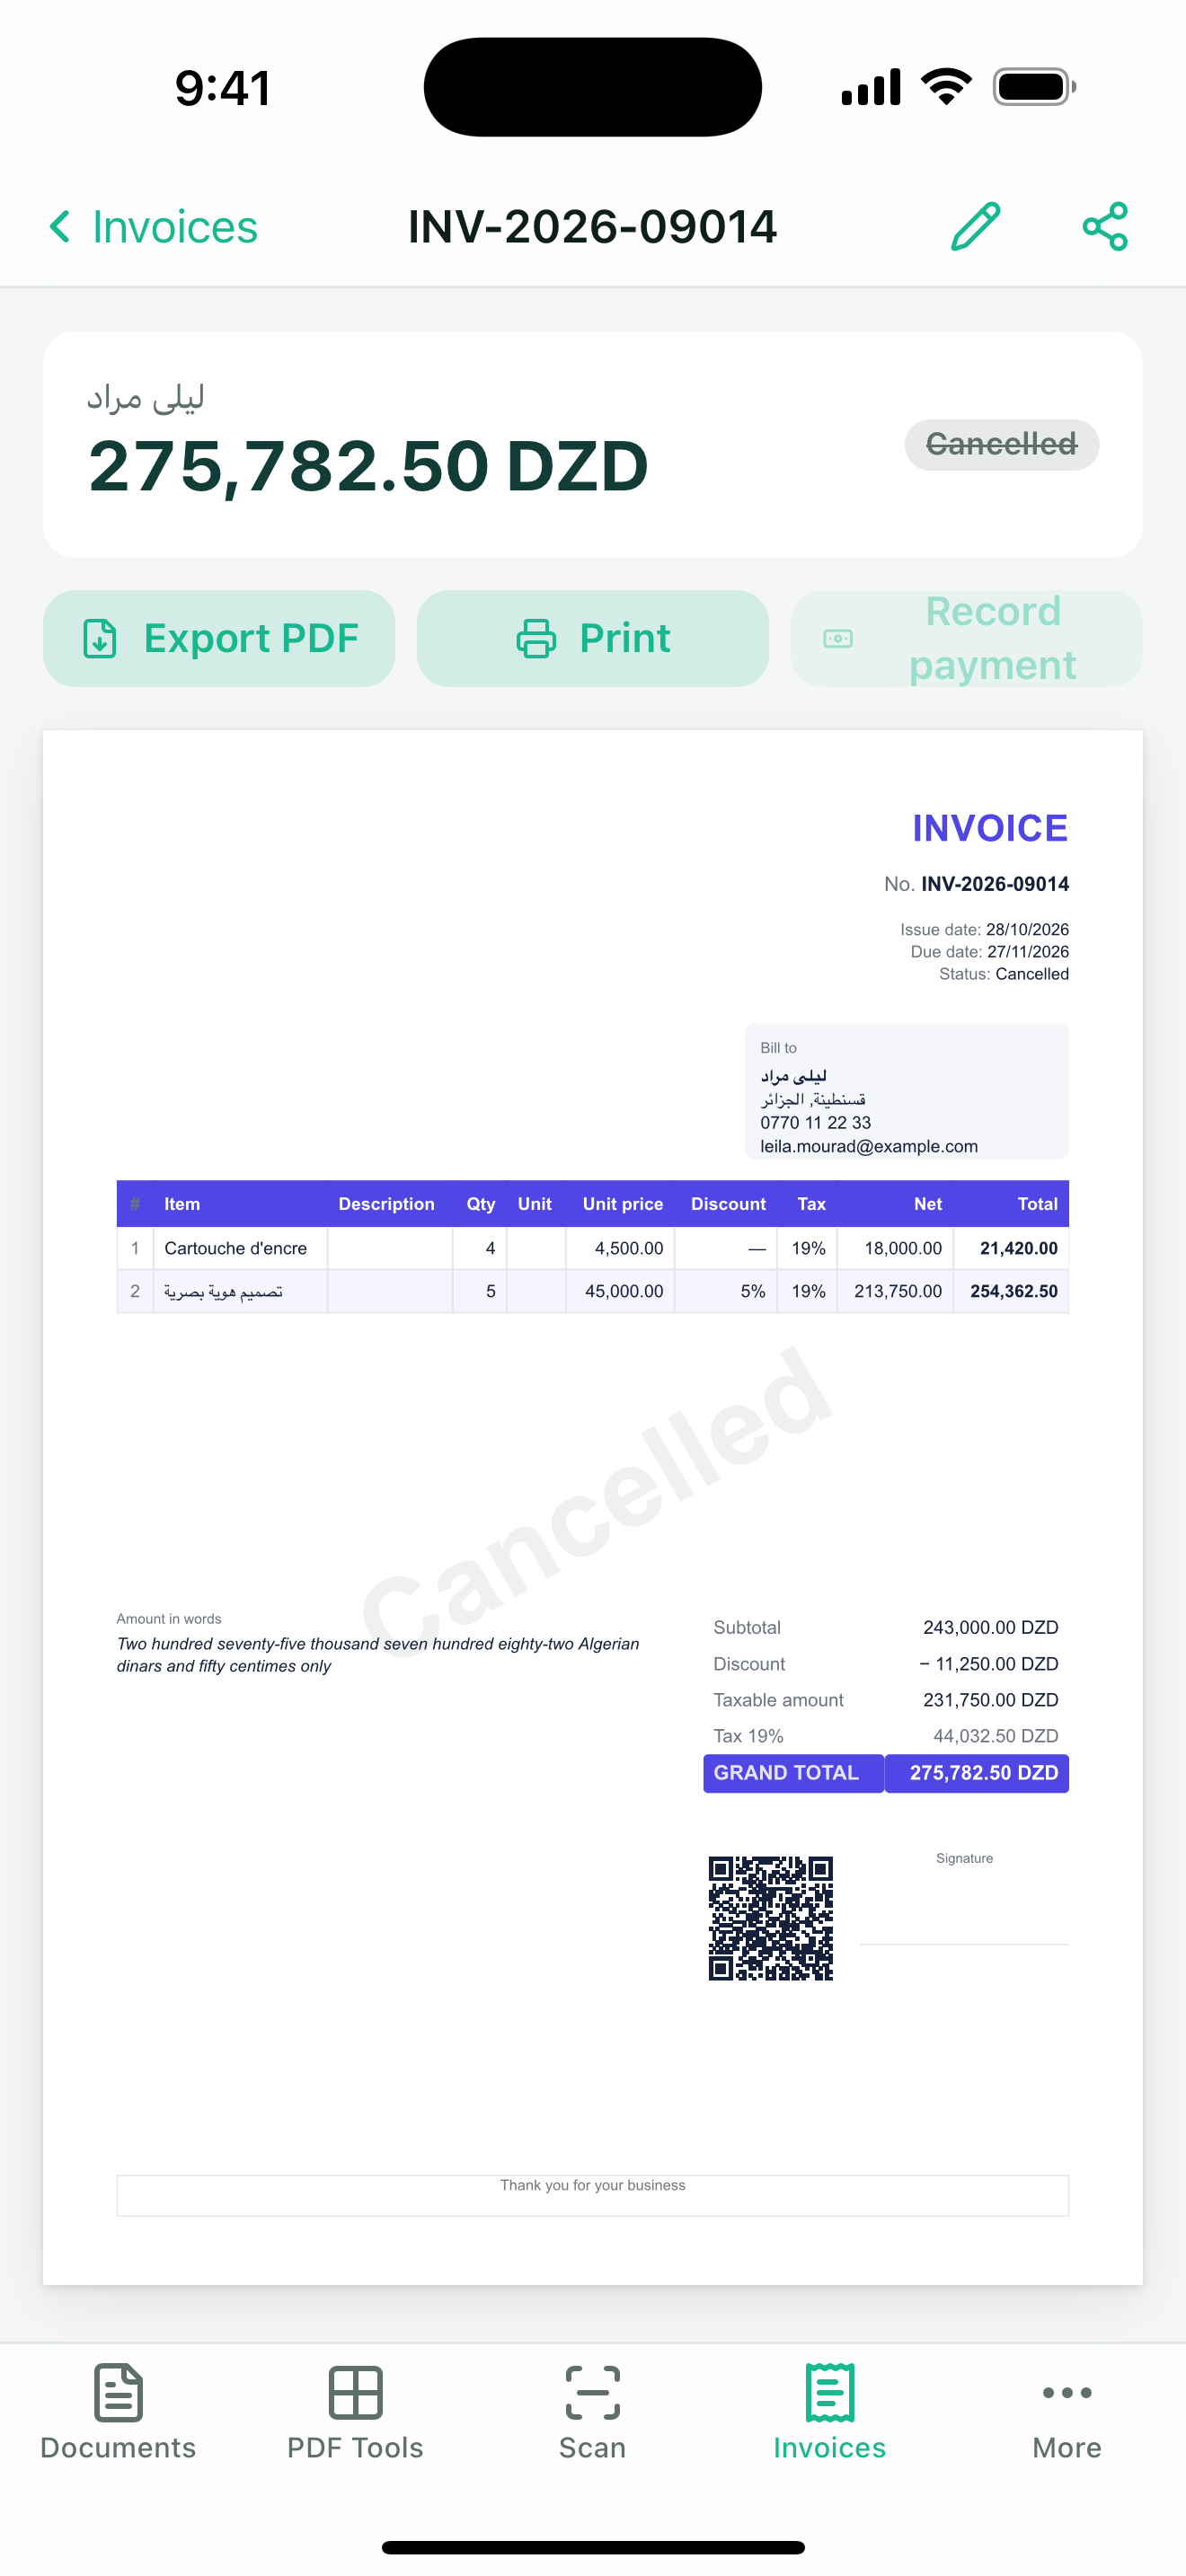 9:41
Invoices
INV-2026-09014
ليلى مراد
275,782.50 DZD
Cancelled
Export PDF
Print
Record payment
INVOICE
No. INV-2026-09014
Issue date: 28/10/2026
Due date: 27/11/2026
Status: Cancelled
Bill to
ليلى مراد
قسنطينة, الجزائر
0770 11 22 33
leila.mourad@example.com
# Item Description Qty Unit Unit price Discount Tax Net Total
1 Cartouche d'encre 4 4,500.00 — 19% 18,000.00 21,420.00
2 تصميم هوية بصرية 5 45,000.00 5% 19% 213,750.00 254,362.50
Cancelled
Amount in words
Two hundred seventy-five thousand seven hundred eighty-two Algerian
dinars and fifty centimes only
Subtotal 243,000.00 DZD
Discount − 11,250.00 DZD
Taxable amount 231,750.00 DZD
Tax 19% 44,032.50 DZD
GRAND TOTAL 275,782.50 DZD
Signature
Thank you for your business
Documents
PDF Tools
Scan
Invoices
More